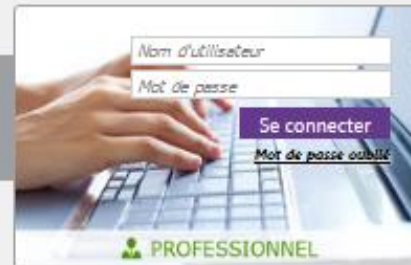 Nom d'utilisateur
Mot de passe
Se connecter
Mot de passe oublié
PROFESSIONNEL